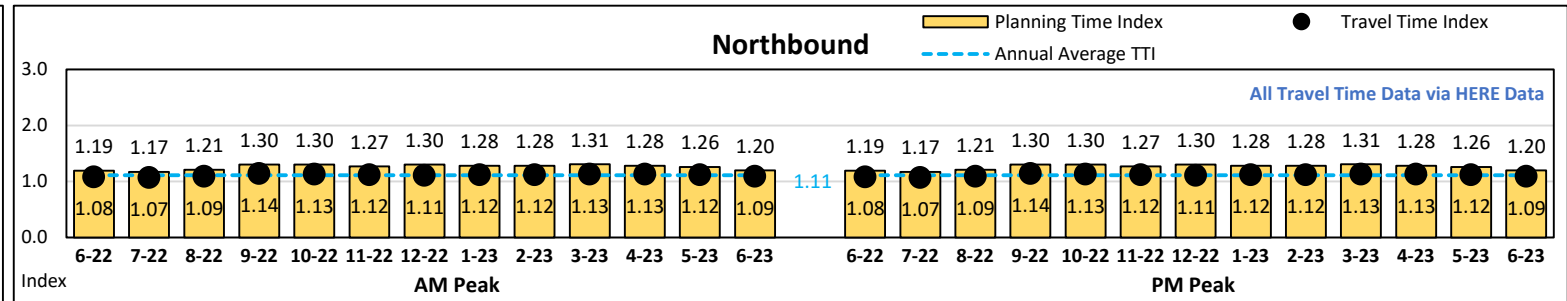 Planning Time Index Travel Time Index
Northbound
Annual Average TTI
3.0
All Travel Time Data via HERE Data
2.0
1.19 1.17 1.21 1.30 1.30 1.27 1.30 1.28 1.28 1.31 1.28 1.26 1.20 1.19 1.17 1.21 1.30 1.30 1.27 1.30 1.28 1.28 1.31 1.28 1.26 1.20
1.0 1.11
1.08 1.07 1.09 1.14 1.13 1.12 1.11 1.12 1.12 1.13 1.13 1.12 1.09 1.08 1.07 1.09 1.14 1.13 1.12 1.11 1.12 1.12 1.13 1.13 1.12 1.09
0.0
6-22 7-22 8-22 9-22 10-22 11-22 12-22 1-23 2-23 3-23 4-23 5-23 6-23 6-22 7-22 8-22 9-22 10-22 11-22 12-22 1-23 2-23 3-23 4-23 5-23 6-23
Index AM Peak PM Peak